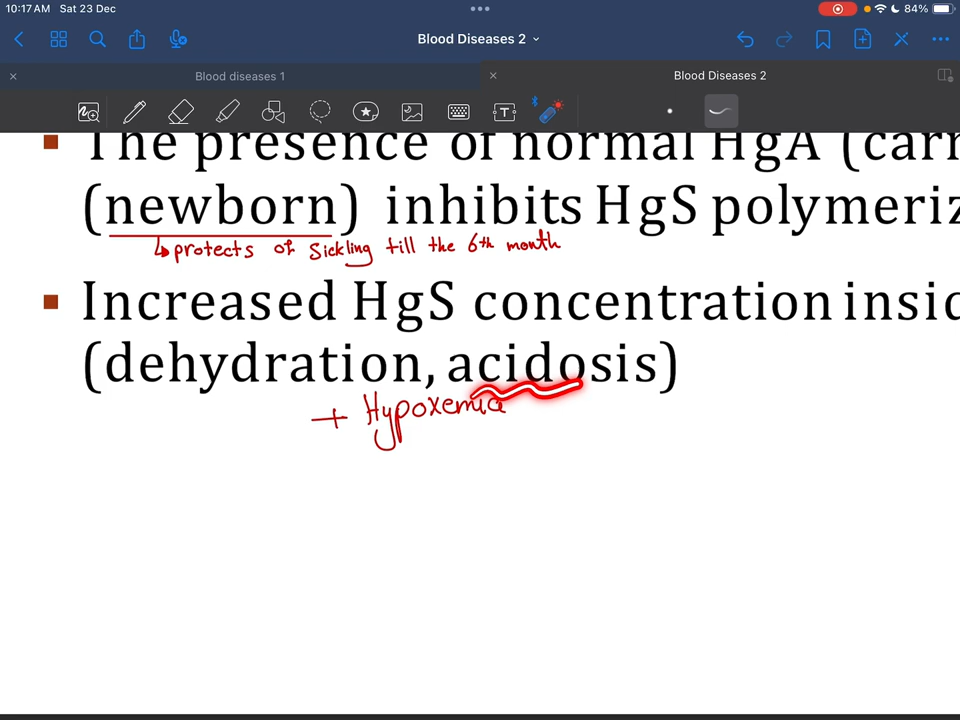 10:17 AM Sat 23 Dec 84%
Blood Diseases 2
Blood diseases 1
Blood Diseases 2
The presence of normal HgA (car
(newborn) inhibits HgS polymeriz
↳ protects of Sickling till the 6th month
Increased HgS concentration insi
(dehydration, acidosis)
+ Hypoxemia